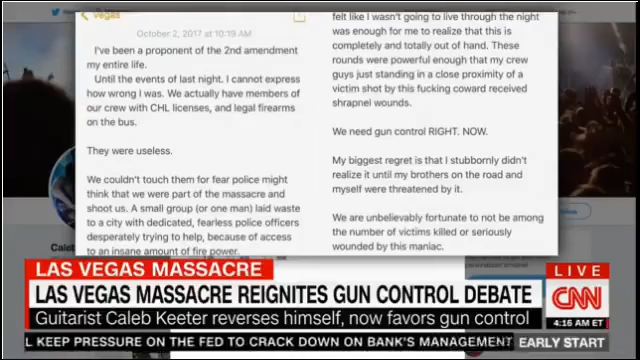 Vegas
October 2, 2017 at 10:19 AM
I've been a proponent of the 2nd amendment
my entire life.
Until the events of last night. I cannot express
how wrong I was. We actually have members of
our crew with CHL licenses, and legal firearms
on the bus.
They were useless.
We couldn't touch them for fear police might
think that we were part of the massacre and
shoot us. A small group (or one man) laid waste
to a city with dedicated, fearless police officers
desperately trying to help, because of access
to an insane amount of fire power.
felt like I wasn't going to live through the night
was enough for me to realize that this is
completely and totally out of hand. These
rounds were powerful enough that my crew
guys just standing in a close proximity of a
victim shot by this fucking coward received
shrapnel wounds.
We need gun control RIGHT. NOW.
My biggest regret is that I stubbornly didn't
realize it until my brothers on the road and
myself were threatened by it.
We are unbelievably fortunate to not be among
the number of victims killed or seriously
wounded by this maniac.
Caleb
LAS VEGAS MASSACRE
LIVE
LAS VEGAS MASSACRE REIGNITES GUN CONTROL DEBATE
CNN
Guitarist Caleb Keeter reverses himself, now favors gun control
4:16 AM ET
L KEEP PRESSURE ON THE FED TO CRACK DOWN ON BANK'S MANAGEMENT
EARLY START